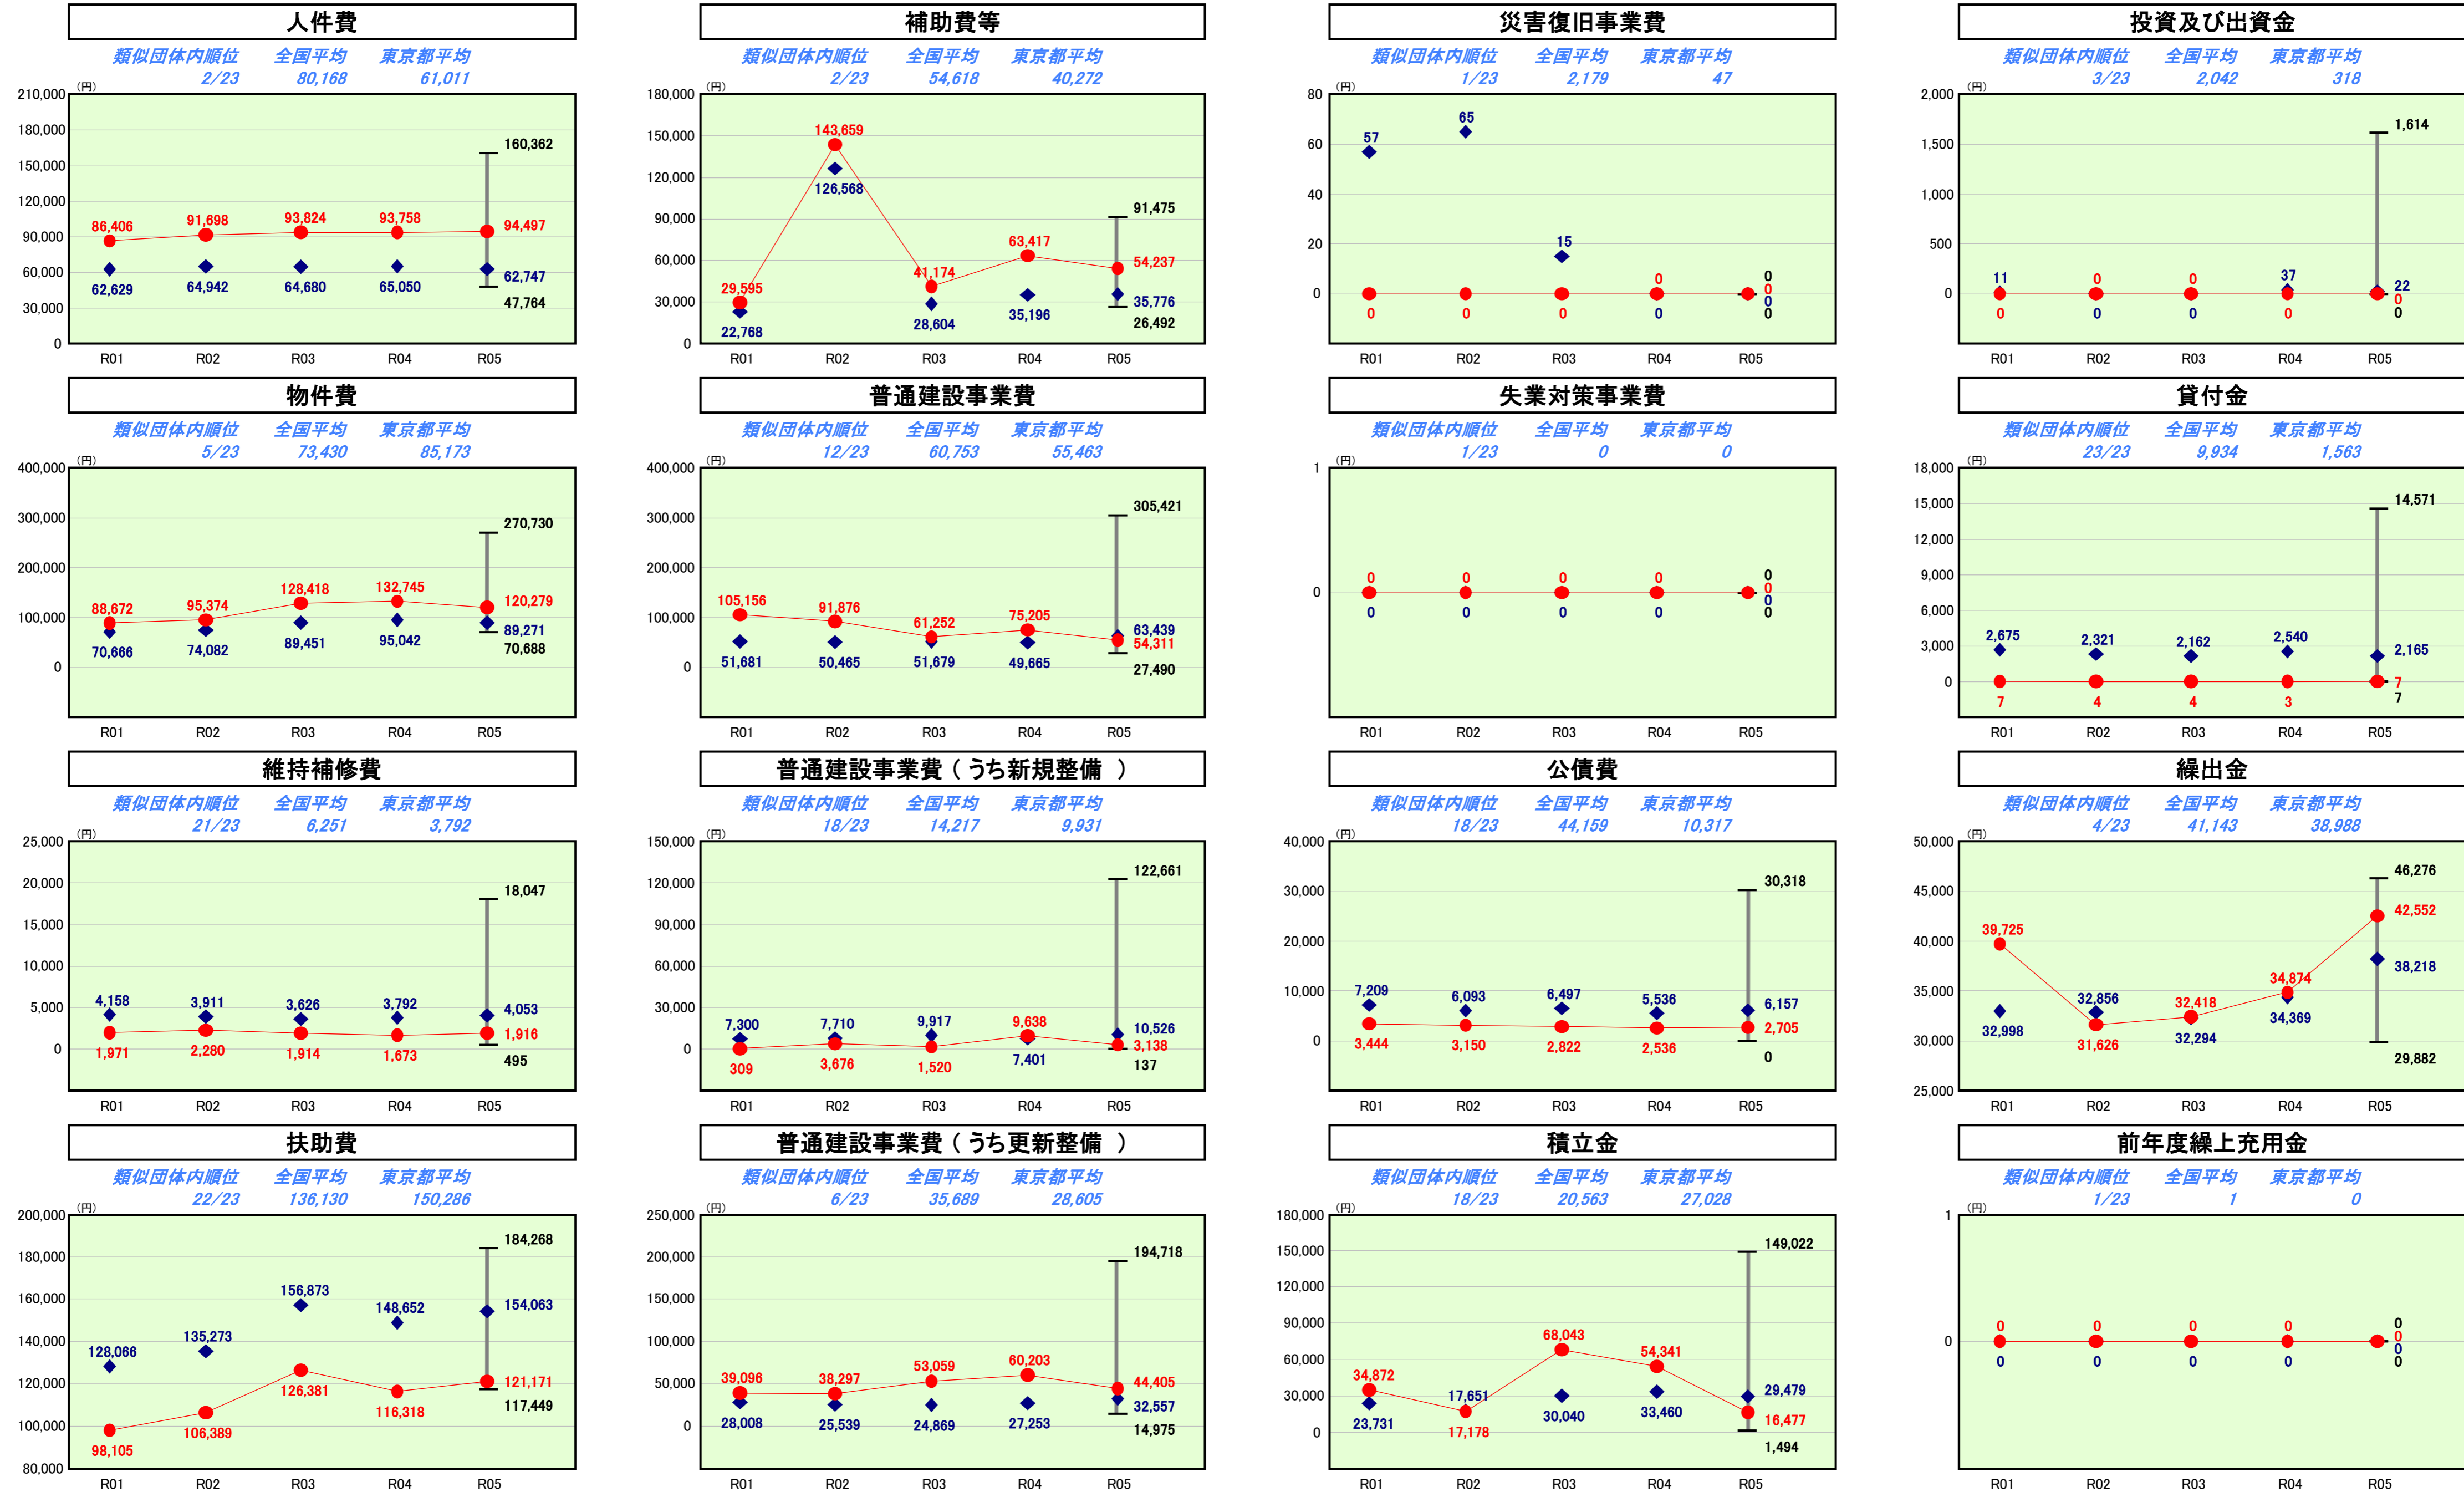 人件費
類似団体内順位 全国平均 東京都平均
2/23 80,168 61,011
(円)
210,000
180,000
150,000
120,000
90,000
60,000
30,000
0
160,362
86,406 91,698 93,824 93,758 94,497
62,629 64,942 64,680 65,050 62,747
47,764
R01 R02 R03 R04 R05
補助費等
類似団体内順位 全国平均 東京都平均
2/23 54,618 40,272
(円)
180,000
150,000
120,000
90,000
60,000
30,000
0
29,595 143,659 41,174 63,417 54,237
22,768 126,568 28,604 35,196 35,776
91,475
26,492
R01 R02 R03 R04 R05
災害復旧事業費
類似団体内順位 全国平均 東京都平均
1/23 2,179 47
(円)
80
60
40
20
0
57 65 15 0 0
0 0 0 0 0
0
0
R01 R02 R03 R04 R05
投資及び出資金
類似団体内順位 全国平均 東京都平均
3/23 2,042 318
(円)
2,000
1,500
1,000
500
0
1,614
11 0 0 37 22
0 0 0 0 0
0
R01 R02 R03 R04 R05
物件費
類似団体内順位 全国平均 東京都平均
5/23 73,430 85,173
(円)
400,000
300,000
200,000
100,000
0
270,730
88,672 95,374 128,418 132,745 120,279
70,666 74,082 89,451 95,042 89,271
70,688
R01 R02 R03 R04 R05
普通建設事業費
類似団体内順位 全国平均 東京都平均
12/23 60,753 55,463
(円)
400,000
300,000
200,000
100,000
0
305,421
105,156 91,876 61,252 75,205 63,439
51,681 50,465 51,679 49,665 54,311
27,490
R01 R02 R03 R04 R05
失業対策事業費
類似団体内順位 全国平均 東京都平均
1/23 0 0
(円)
1
0
0 0 0 0 0
0 0 0 0 0
0
0
R01 R02 R03 R04 R05
貸付金
類似団体内順位 全国平均 東京都平均
23/23 9,934 1,563
(円)
18,000
15,000
12,000
9,000
6,000
3,000
0
14,571
2,675 2,321 2,162 2,540 2,165
7 4 4 3 7
7
R01 R02 R03 R04 R05
維持補修費
類似団体内順位 全国平均 東京都平均
21/23 6,251 3,792
(円)
25,000
20,000
15,000
10,000
5,000
0
18,047
4,158 3,911 3,626 3,792 4,053
1,971 2,280 1,914 1,673 1,916
495
R01 R02 R03 R04 R05
普通建設事業費（うち新規整備 ）
類似団体内順位 全国平均 東京都平均
18/23 14,217 9,931
(円)
150,000
120,000
90,000
60,000
30,000
0
122,661
7,300 7,710 9,917 9,638 10,526
309 3,676 1,520 7,401 3,138
137
R01 R02 R03 R04 R05
公債費
類似団体内順位 全国平均 東京都平均
18/23 44,159 10,317
(円)
40,000
30,000
20,000
10,000
0
30,318
7,209 6,093 6,497 5,536 6,157
3,444 3,150 2,822 2,536 2,705
0
R01 R02 R03 R04 R05
繰出金
類似団体内順位 全国平均 東京都平均
4/23 41,143 38,988
(円)
50,000
45,000
40,000
35,000
30,000
25,000
46,276
39,725 32,856 32,418 34,874 42,552
32,998 31,626 32,294 34,369 38,218
29,882
R01 R02 R03 R04 R05
扶助費
類似団体内順位 全国平均 東京都平均
22/23 136,130 150,286
(円)
200,000
180,000
160,000
140,000
120,000
100,000
80,000
184,268
128,066 135,273 156,873 148,652 154,063
98,105 106,389 126,381 116,318 121,171
117,449
R01 R02 R03 R04 R05
普通建設事業費（うち更新整備 ）
類似団体内順位 全国平均 東京都平均
6/23 35,689 28,605
(円)
250,000
200,000
150,000
100,000
50,000
0
194,718
39,096 38,297 53,059 60,203 44,405
28,008 25,539 24,869 27,253 32,557
14,975
R01 R02 R03 R04 R05
積立金
類似団体内順位 全国平均 東京都平均
18/23 20,563 27,028
(円)
180,000
150,000
120,000
90,000
60,000
30,000
0
149,022
34,872 17,651 68,043 54,341 29,479
23,731 17,178 30,040 33,460 16,477
1,494
R01 R02 R03 R04 R05
前年度繰上充用金
類似団体内順位 全国平均 東京都平均
1/23 1 0
(円)
1
0
0 0 0 0 0
0 0 0 0 0
0
0
R01 R02 R03 R04 R05